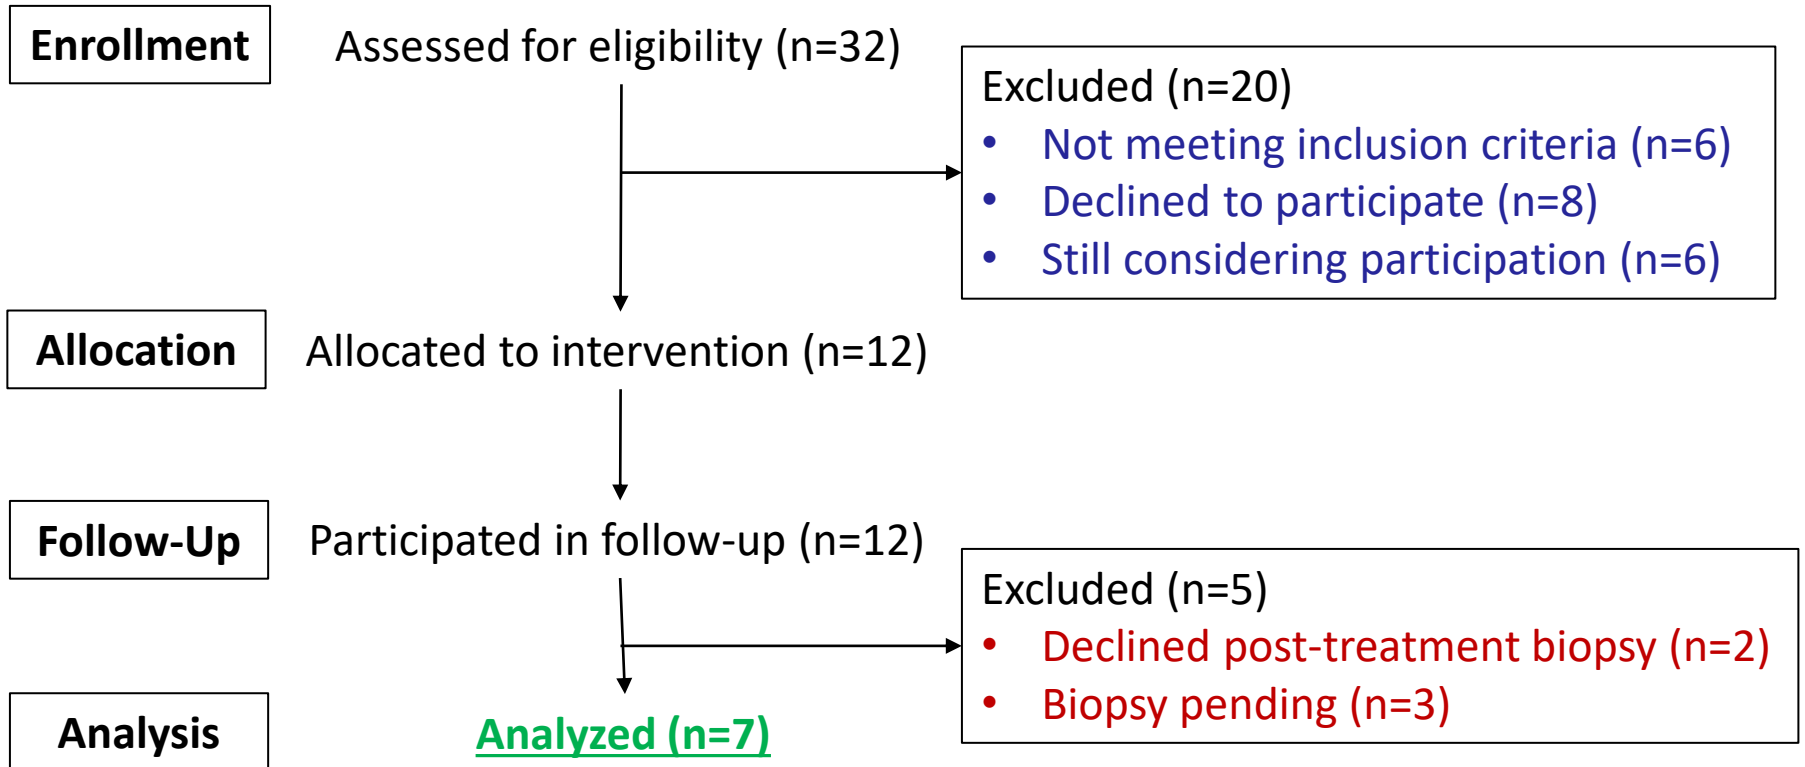 Enrollment
Assessed for eligibility (n=32)
Excluded (n=20)
• Not meeting inclusion criteria (n=6)
• Declined to participate (n=8)
• Still considering participation (n=6)
Allocation
Allocated to intervention (n=12)
Follow-Up
Participated in follow-up (n=12)
Excluded (n=5)
• Declined post-treatment biopsy (n=2)
• Biopsy pending (n=3)
Analysis
Analyzed (n=7)